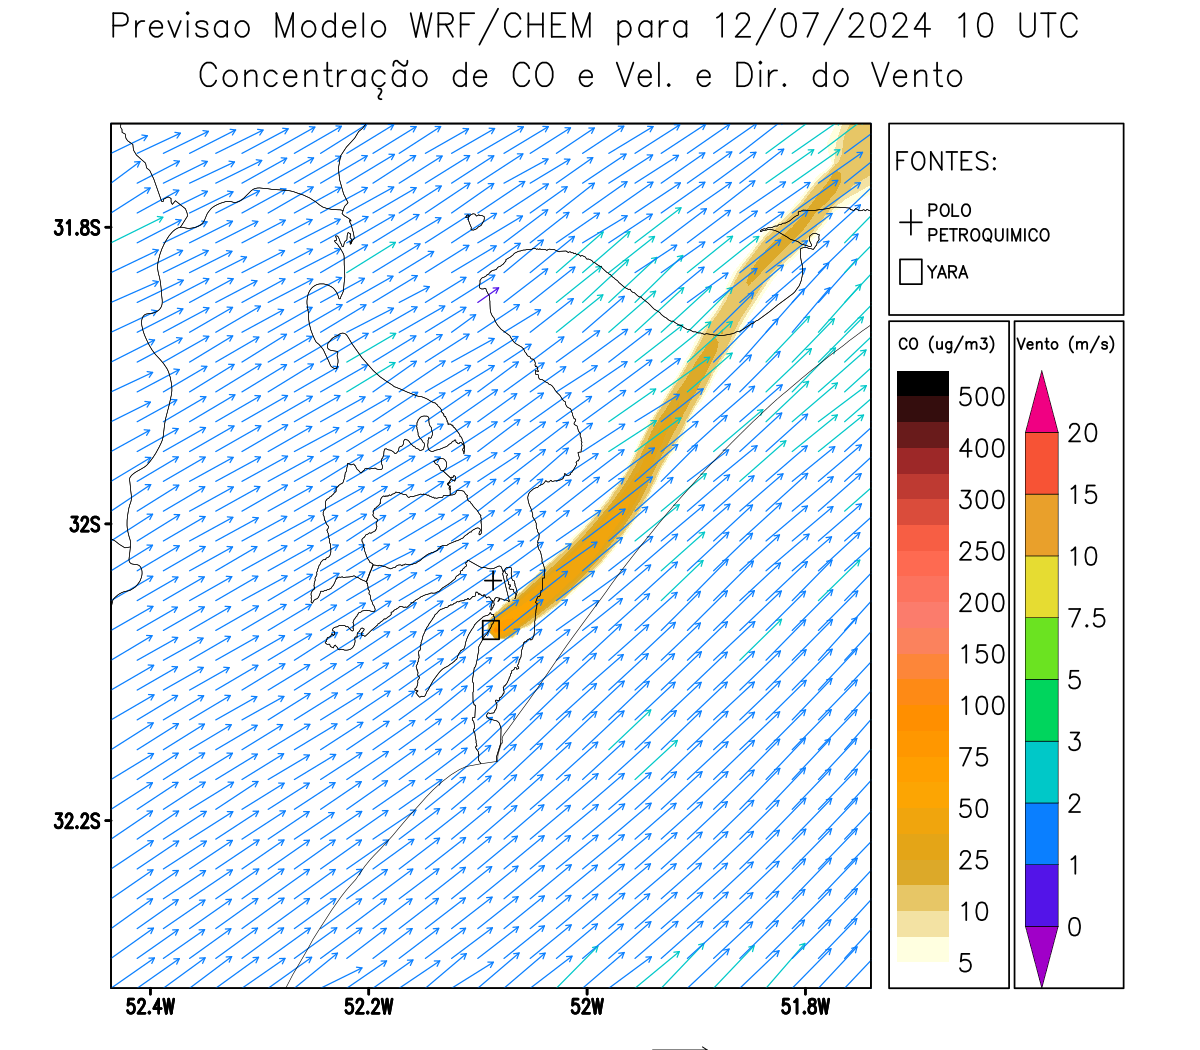 Previsao Modelo WRF/CHEM para 12/07/2024 10 UTC
Concentração de CO e Vel. e Dir. do Vento
FONTES:
POLO
PETROQUIMICO
YARA
31.8S
32S
32.2S
52.4W
52.2W
52W
51.8W
CO (ug/m3)
500
400
300
250
200
150
100
75
50
25
10
5
Vento (m/s)
20
15
10
7.5
5
3
2
1
0